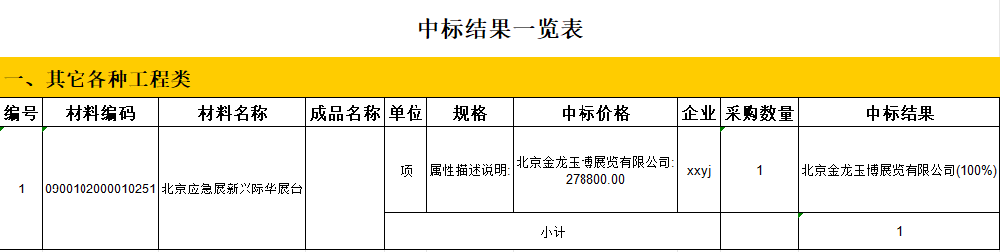 中标结果一览表
一、其它各种工程类
编号 材料编码 材料名称 成品名称 单位 规格 中标价格 企业 采购数量 中标结果
1 0900102000010251 北京应急展新兴际华展台 项 属性描述说明: 北京金龙玉博展览有限公司: 278800.00 xxyj 1 北京金龙玉博展览有限公司(100%)
小计 1